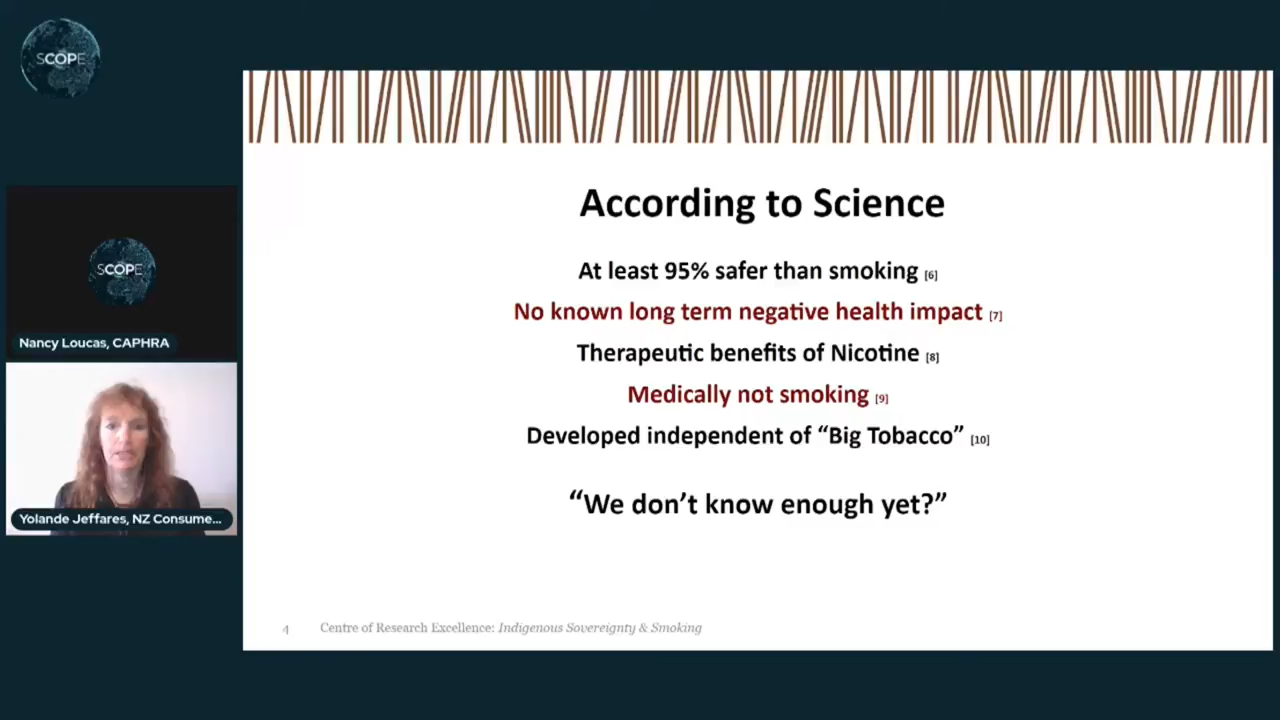 SCOPE
SCOPE
Nancy Loucas, CAPHRA
Yolande Jeffares, NZ Consume...
According to Science
At least 95% safer than smoking [6]
No known long term negative health impact [7]
Therapeutic benefits of Nicotine [8]
Medically not smoking [9]
Developed independent of “Big Tobacco” [10]
“We don’t know enough yet?”
4 Centre of Research Excellence: Indigenous Sovereignty & Smoking